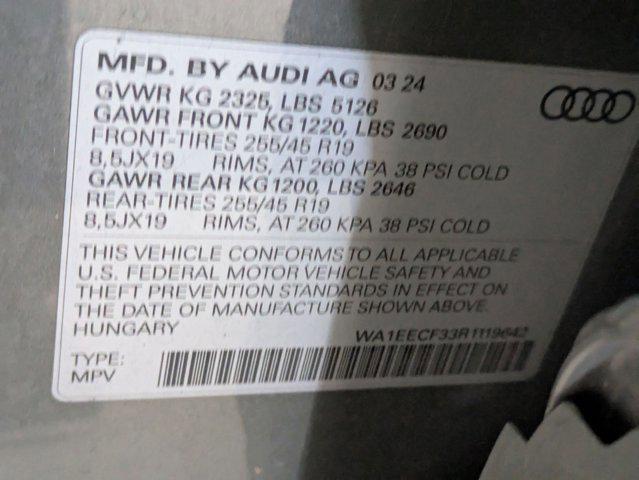 MFD. BY AUDI AG 03 24
GVWR KG 2325, LBS 5126
GAWR FRONT KG 1220, LBS 2690
FRONT-TIRES 255/45 R19
8,5JX19 RIMS, AT 260 KPA 38 PSI COLD
GAWR REAR KG 1200, LBS 2646
REAR-TIRES 255/45 R19
8,5JX19 RIMS, AT 260 KPA 38 PSI COLD
THIS VEHICLE CONFORMS TO ALL APPLICABLE
U.S. FEDERAL MOTOR VEHICLE SAFETY AND
THEFT PREVENTION STANDARDS IN EFFECT ON
THE DATE OF MANUFACTURE SHOWN ABOVE.
HUNGARY
WA1EECF33R1119642
TYPE:
MPV